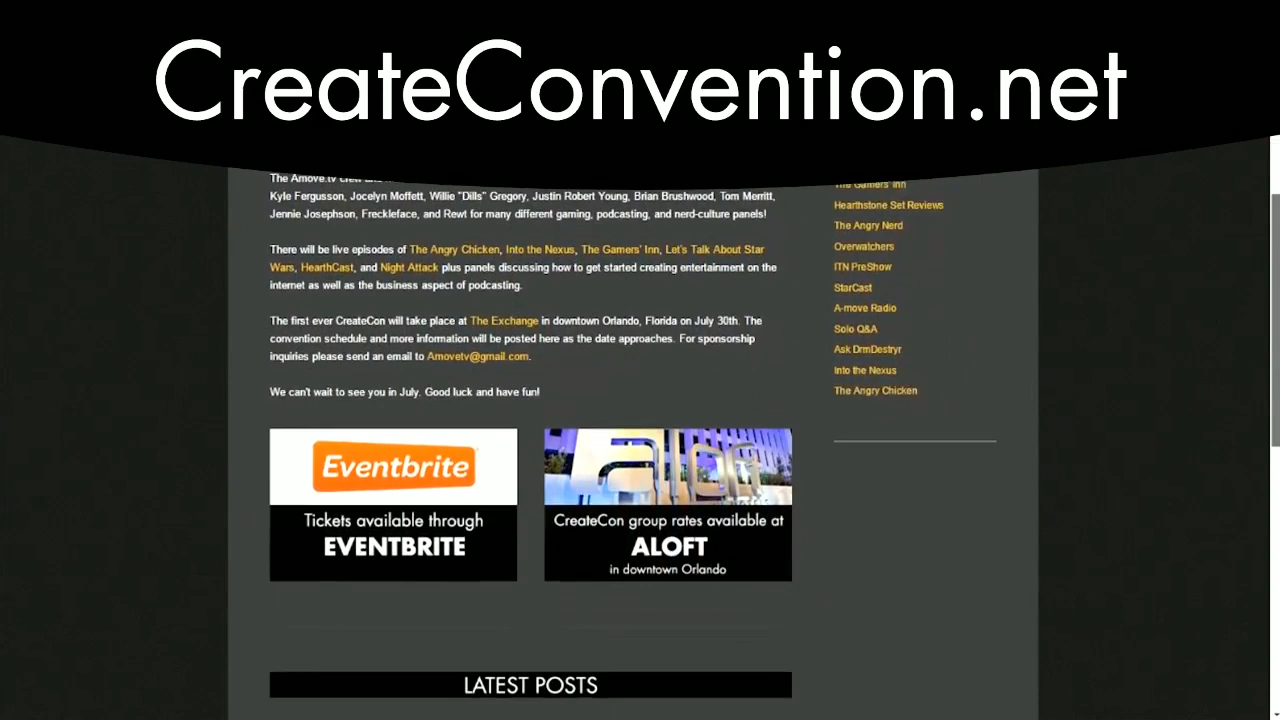 CreateConvention.net
The Amove.tv crew and
Kyle Fergusson, Jocelyn Moffett, Willie "Dills" Gregory, Justin Robert Young, Brian Brushwood, Tom Merritt,
Jennie Josephson, Freckleface, and Rewt for many different gaming, podcasting, and nerd-culture panels!
There will be live episodes of The Angry Chicken, Into the Nexus, The Gamers' Inn, Let's Talk About Star
Wars, HearthCast, and Night Attack plus panels discussing how to get started creating entertainment on the
internet as well as the business aspect of podcasting.
The first ever CreateCon will take place at The Exchange in downtown Orlando, Florida on July 30th. The
convention schedule and more information will be posted here as the date approaches. For sponsorship
inquiries please send an email to Amovetv@gmail.com.
We can't wait to see you in July. Good luck and have fun!
Eventbrite
Tickets available through
EVENTBRITE
aloft
CreateCon group rates available at
ALOFT
in downtown Orlando
LATEST POSTS
The Gamers' Inn
Hearthstone Set Reviews
The Angry Nerd
Overwatchers
ITN PreShow
StarCast
A-move Radio
Solo Q&A
Ask DrmDestryr
Into the Nexus
The Angry Chicken